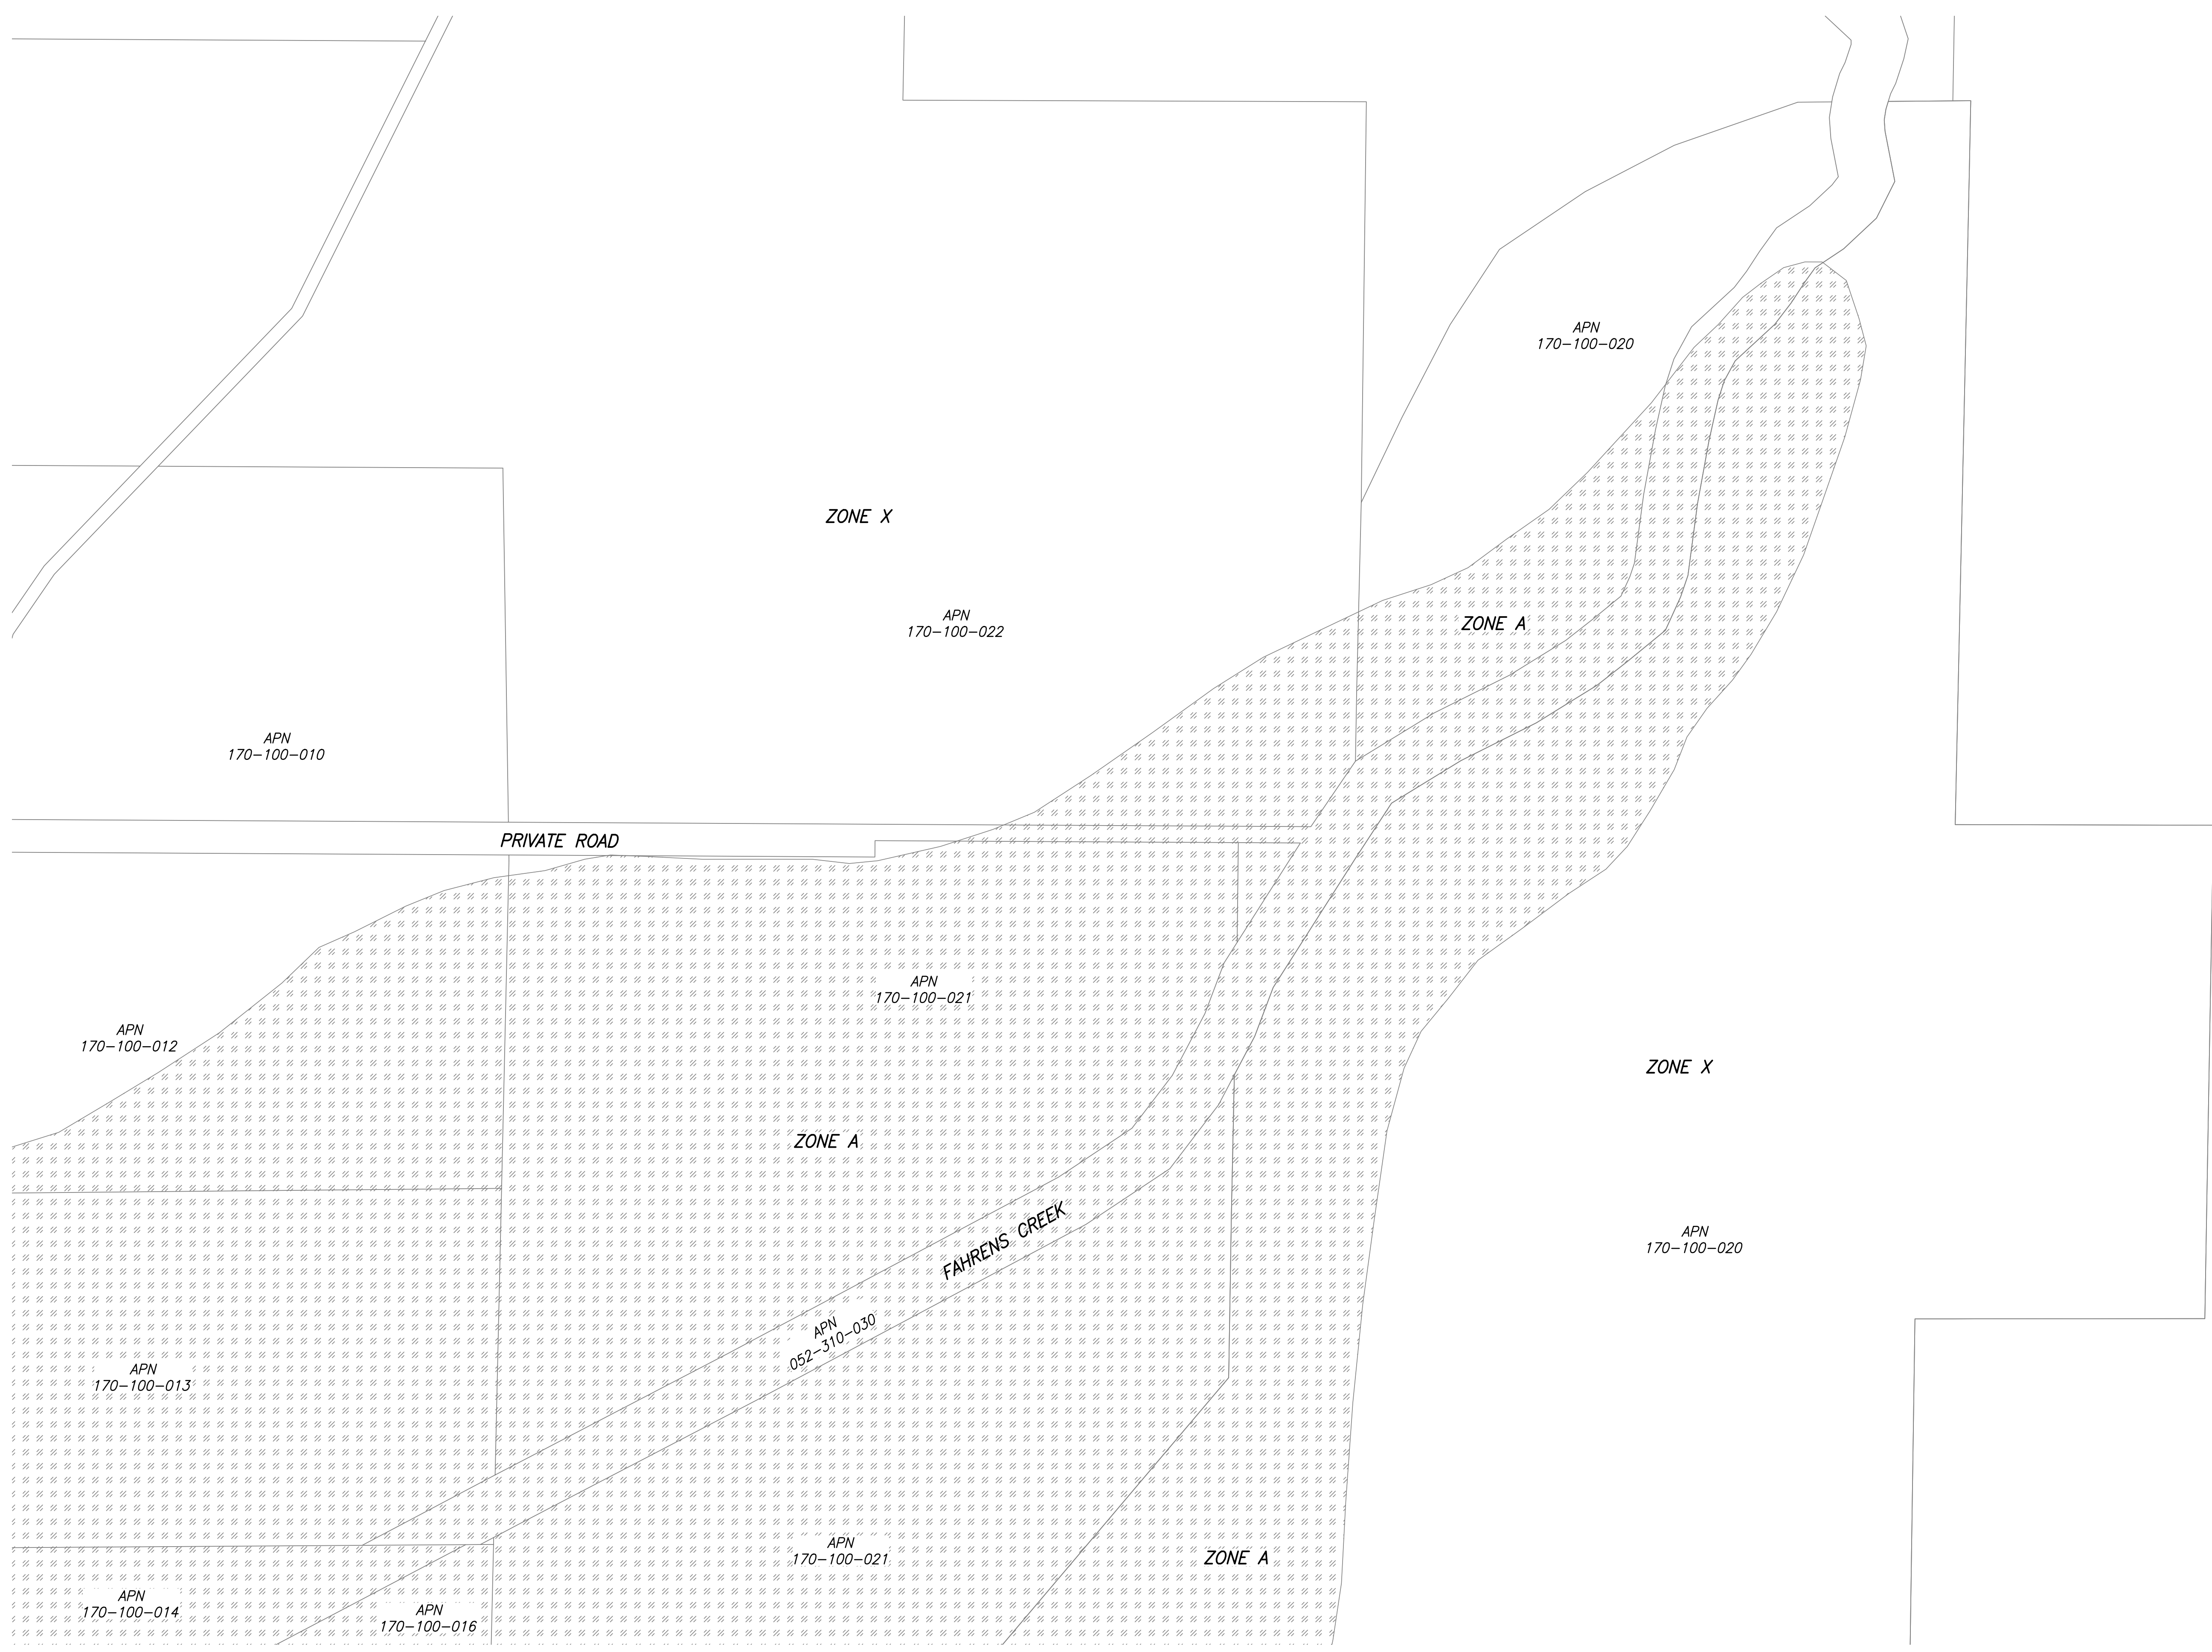 APN
170-100-020
ZONE X
APN
170-100-022
ZONE A
APN
170-100-010
PRIVATE ROAD
APN
170-100-021
APN
170-100-012
ZONE X
ZONE A
FAHRENS CREEK
APN
170-100-020
APN
052-310-030
APN
170-100-013
APN
170-100-021
ZONE A
APN
170-100-014
APN
170-100-016